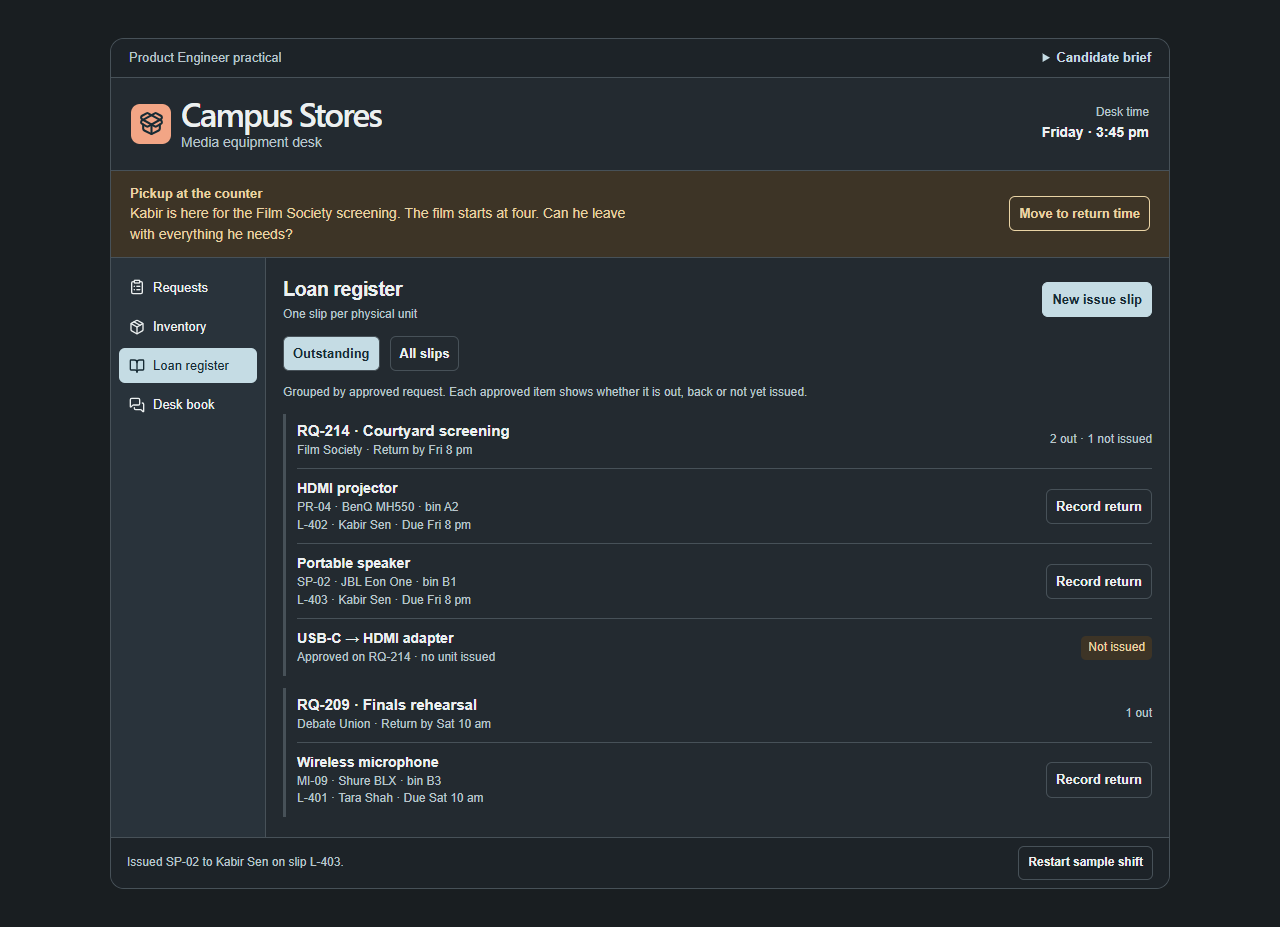 Product Engineer practical
Candidate brief
Campus Stores
Media equipment desk
Desk time
Friday · 3:45 pm
Pickup at the counter
Kabir is here for the Film Society screening. The film starts at four. Can he leave
with everything he needs?
Move to return time
Requests
Inventory
Loan register
Desk book
Loan register
One slip per physical unit
New issue slip
Outstanding
All slips
Grouped by approved request. Each approved item shows whether it is out, back or not yet issued.
RQ-214 · Courtyard screening
Film Society · Return by Fri 8 pm
2 out · 1 not issued
HDMI projector
PR-04 · BenQ MH550 · bin A2
L-402 · Kabir Sen · Due Fri 8 pm
Record return
Portable speaker
SP-02 · JBL Eon One · bin B1
L-403 · Kabir Sen · Due Fri 8 pm
Record return
USB-C → HDMI adapter
Approved on RQ-214 · no unit issued
Not issued
RQ-209 · Finals rehearsal
Debate Union · Return by Sat 10 am
1 out
Wireless microphone
MI-09 · Shure BLX · bin B3
L-401 · Tara Shah · Due Sat 10 am
Record return
Issued SP-02 to Kabir Sen on slip L-403.
Restart sample shift